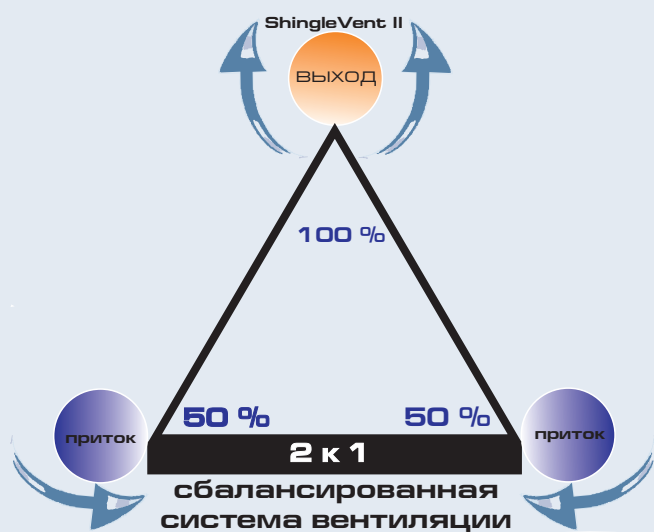 ShingleVent II
ВЫХОД
100 %
50 %
50 %
приток
приток
2 к 1
сбалансированная
система вентиляции